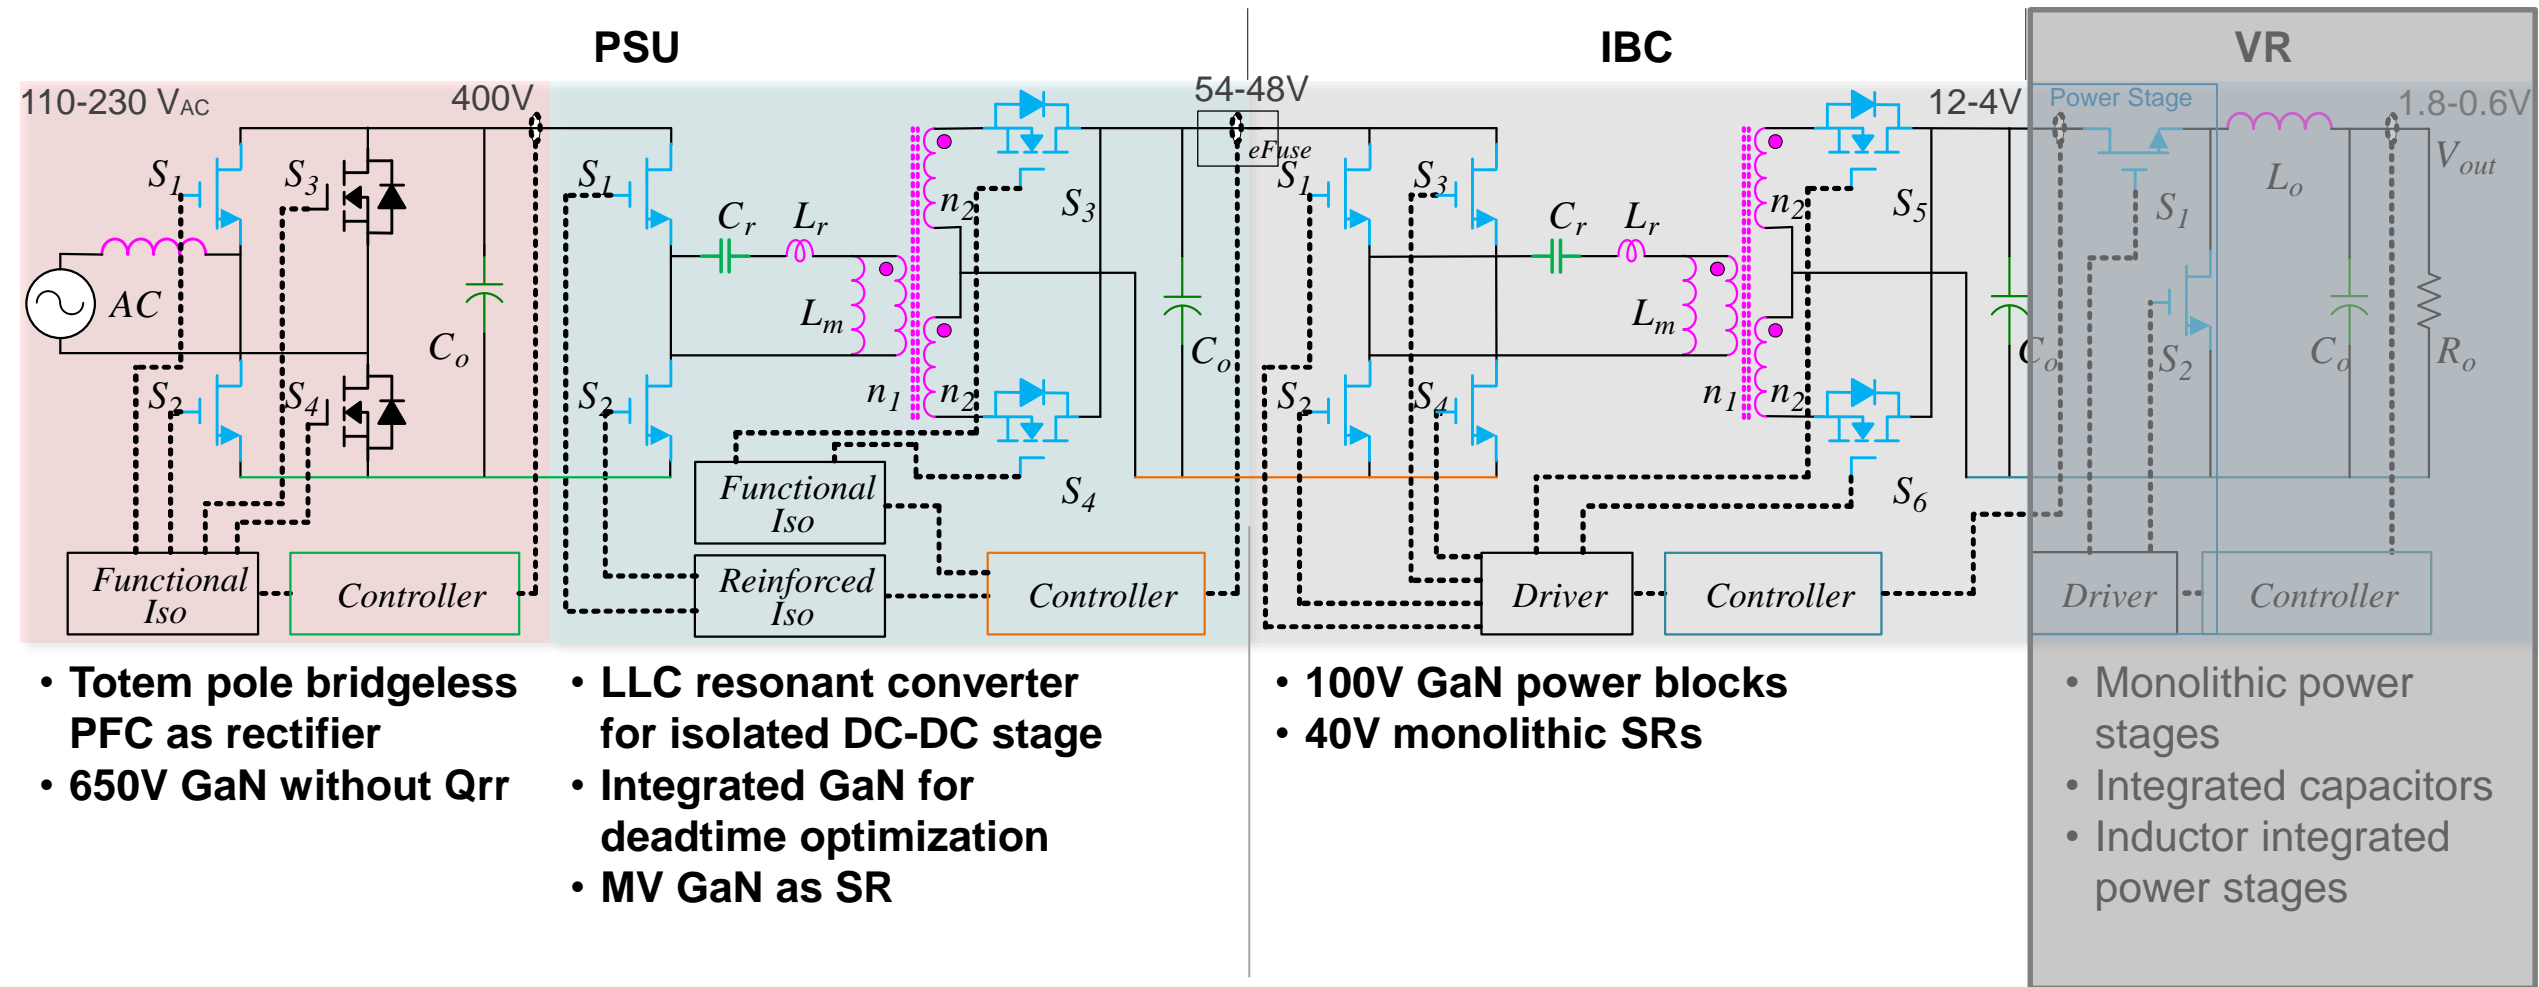 PSU
IBC
VR
110-230 VAC
400V
54-48V
12-4V
Power Stage
1.8-0.6V
eFuse
S1
S3
AC
Co
S2
S4
S1
Cr
Lr
n2
S3
Lm
Co
S2
n1
n2
S4
S1
S3
Cr
Lr
n2
S5
Lm
Co
S2
S4
n1
n2
S6
S1
Lo
Vout
S2
Co
Ro
Functional
Iso
Controller
Functional
Iso
Reinforced
Iso
Controller
Driver
Controller
Driver
Controller
• Totem pole bridgeless
PFC as rectifier
• 650V GaN without Qrr
• LLC resonant converter
for isolated DC-DC stage
• Integrated GaN for
deadtime optimization
• MV GaN as SR
• 100V GaN power blocks
• 40V monolithic SRs
• Monolithic power
stages
• Integrated capacitors
• Inductor integrated
power stages